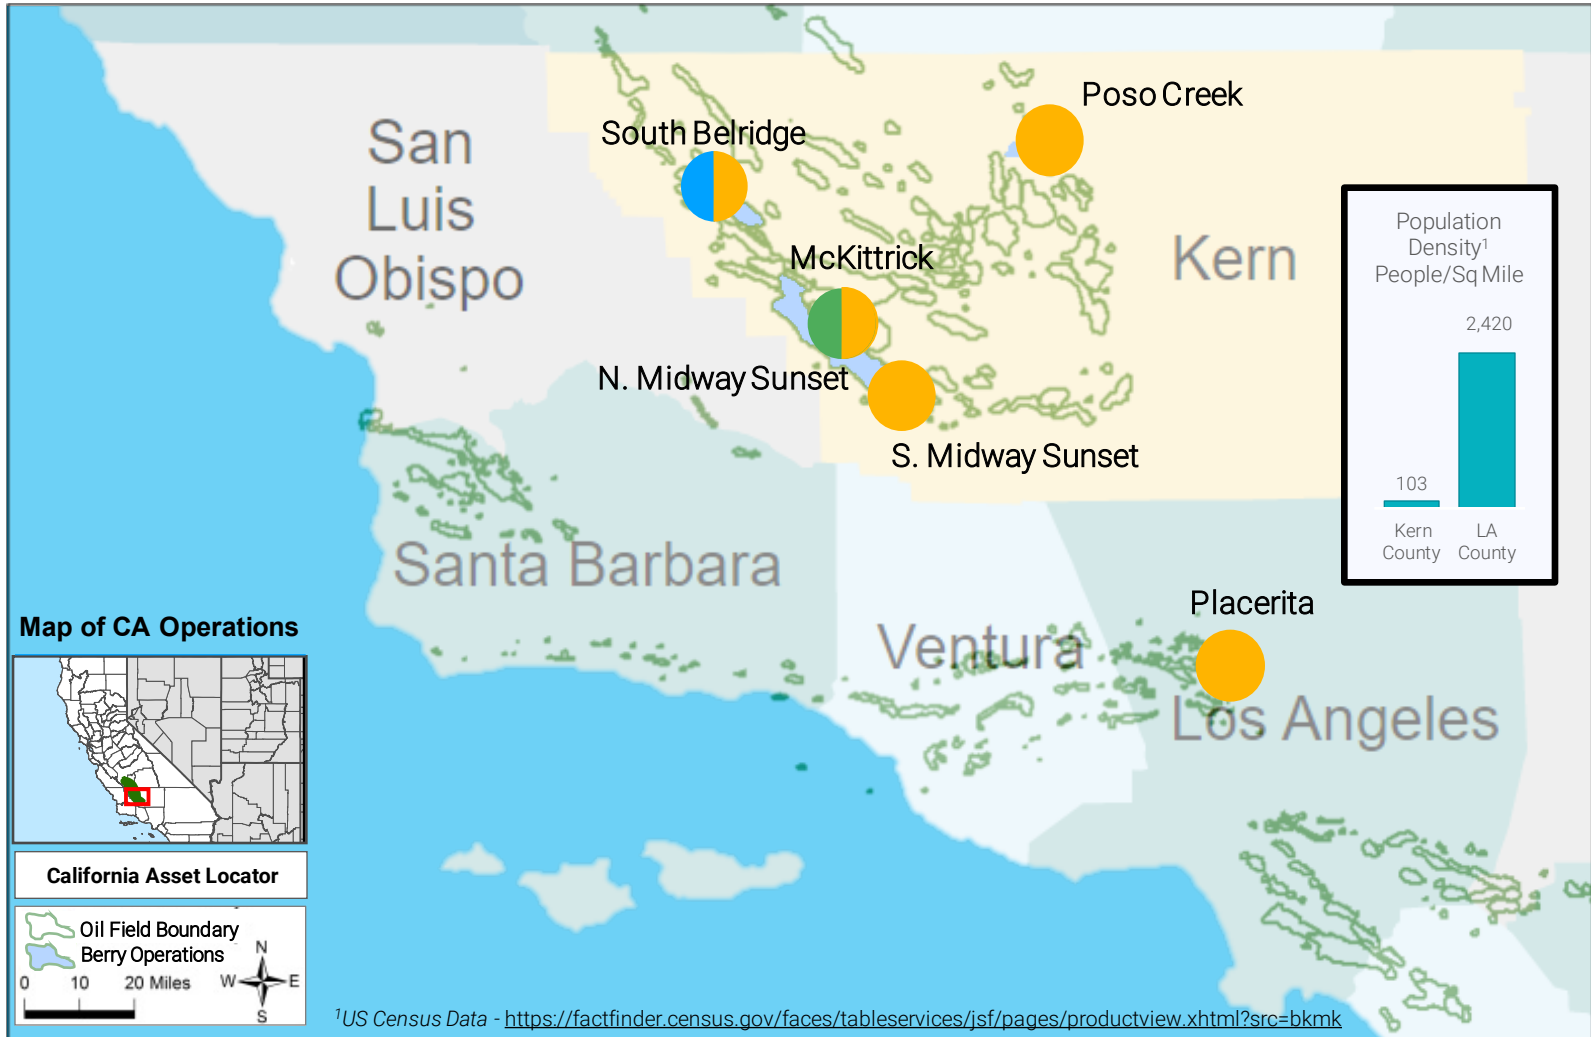 Poso Creek
South Belridge
San
Luis
Obispo
McKittrick
Kern
Population
Density¹
People/Sq Mile
2,420
103
Kern
County
LA
County
N. Midway Sunset
S. Midway Sunset
Santa Barbara
Placerita
Ventura
Los Angeles
Map of CA Operations
California Asset Locator
Oil Field Boundary
Berry Operations
0 10 20 Miles
N
W E
S
¹US Census Data - https://factfinder.census.gov/faces/tableservices/jsf/pages/productview.xhtml?src=bkmk